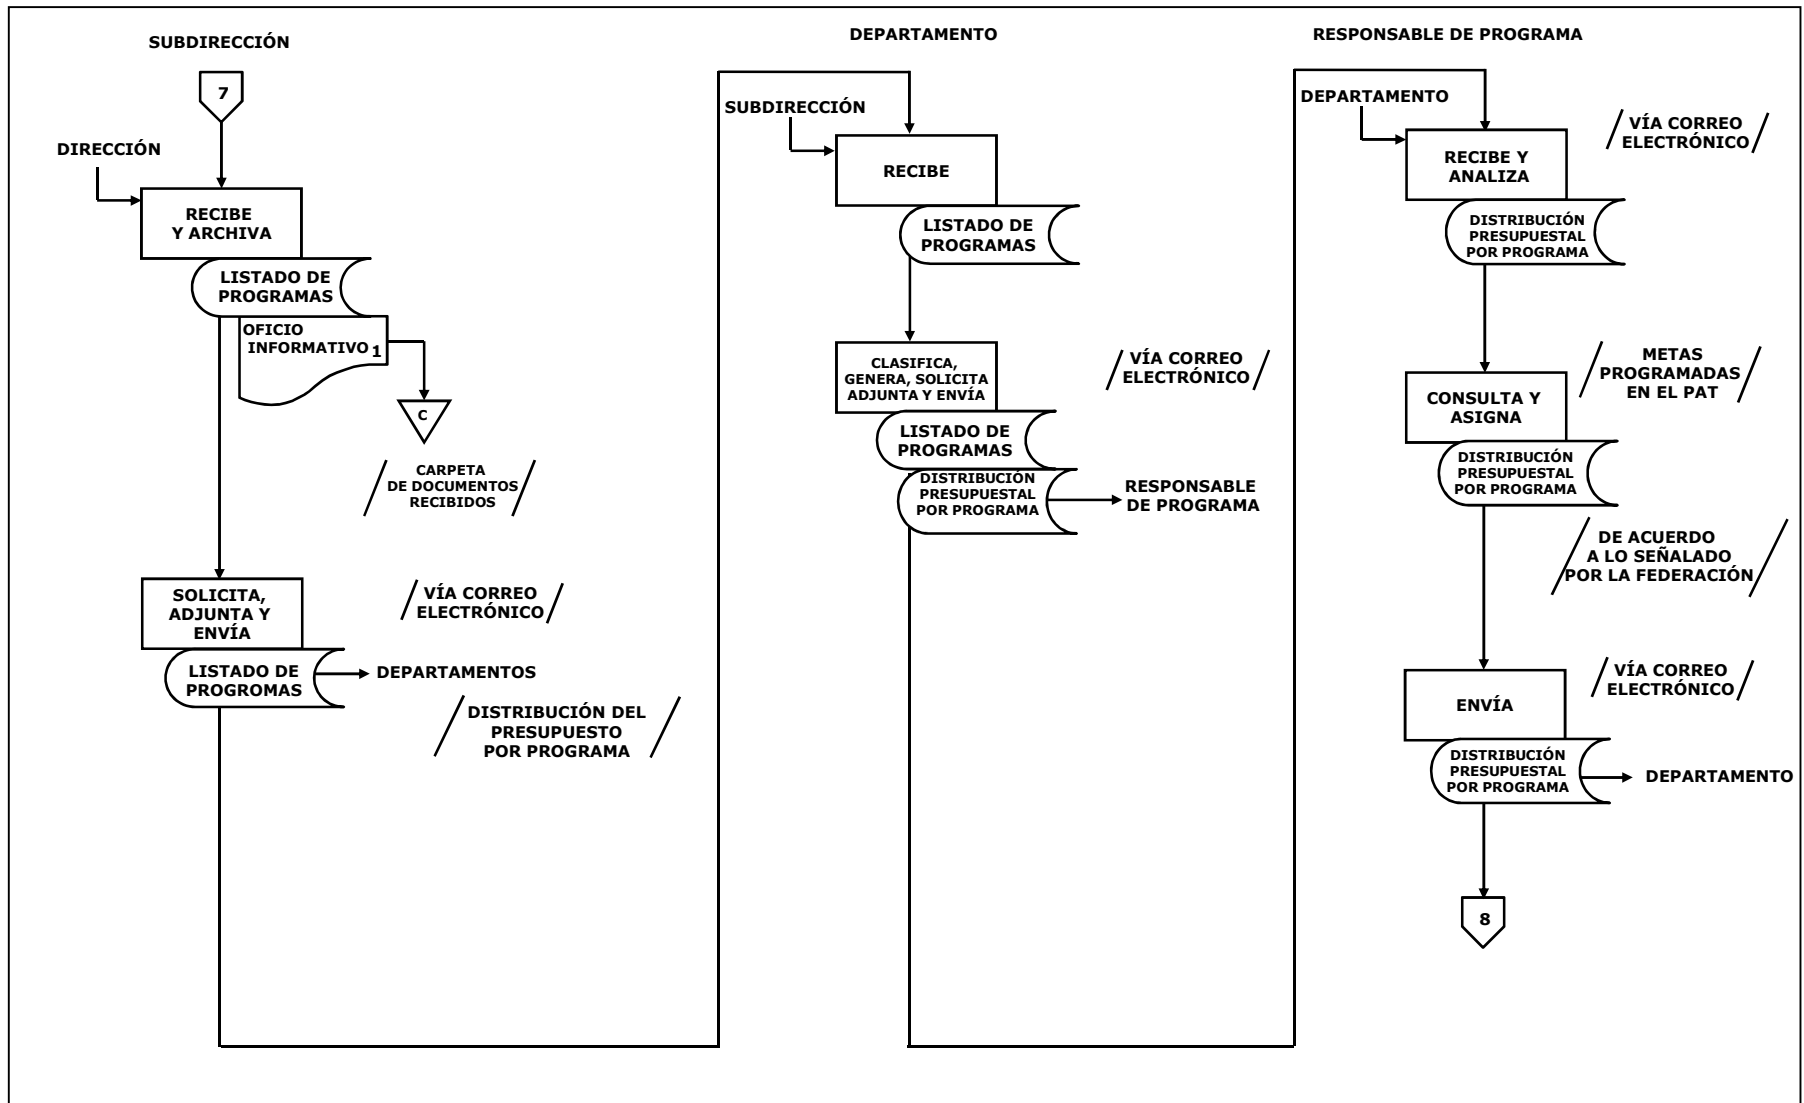 SUBDIRECCIÓN
7
DIRECCIÓN
RECIBE
Y ARCHIVA
LISTADO DE
PROGRAMAS
OFICIO
INFORMATIVO 1
C
CARPETA
DE DOCUMENTOS
RECIBIDOS
SOLICITA,
ADJUNTA Y
ENVÍA
VÍA CORREO
ELECTRÓNICO
LISTADO DE
PROGROMAS
DEPARTAMENTOS
DISTRIBUCIÓN DEL
PRESUPUESTO
POR PROGRAMA
DEPARTAMENTO
SUBDIRECCIÓN
RECIBE
LISTADO DE
PROGRAMAS
CLASIFICA,
GENERA, SOLICITA
ADJUNTA Y ENVÍA
VÍA CORREO
ELECTRÓNICO
LISTADO DE
PROGRAMAS
DISTRIBUCIÓN
PRESUPUESTAL
POR PROGRAMA
RESPONSABLE
DE PROGRAMA
RESPONSABLE DE PROGRAMA
DEPARTAMENTO
RECIBE Y
ANALIZA
VÍA CORREO
ELECTRÓNICO
DISTRIBUCIÓN
PRESUPUESTAL
POR PROGRAMA
METAS
PROGRAMADAS
EN EL PAT
CONSULTA Y
ASIGNA
DISTRIBUCIÓN
PRESUPUESTAL
POR PROGRAMA
DE ACUERDO
A LO SEÑALADO
POR LA FEDERACIÓN
VÍA CORREO
ELECTRÓNICO
ENVÍA
DISTRIBUCIÓN
PRESUPUESTAL
POR PROGRAMA
DEPARTAMENTO
8